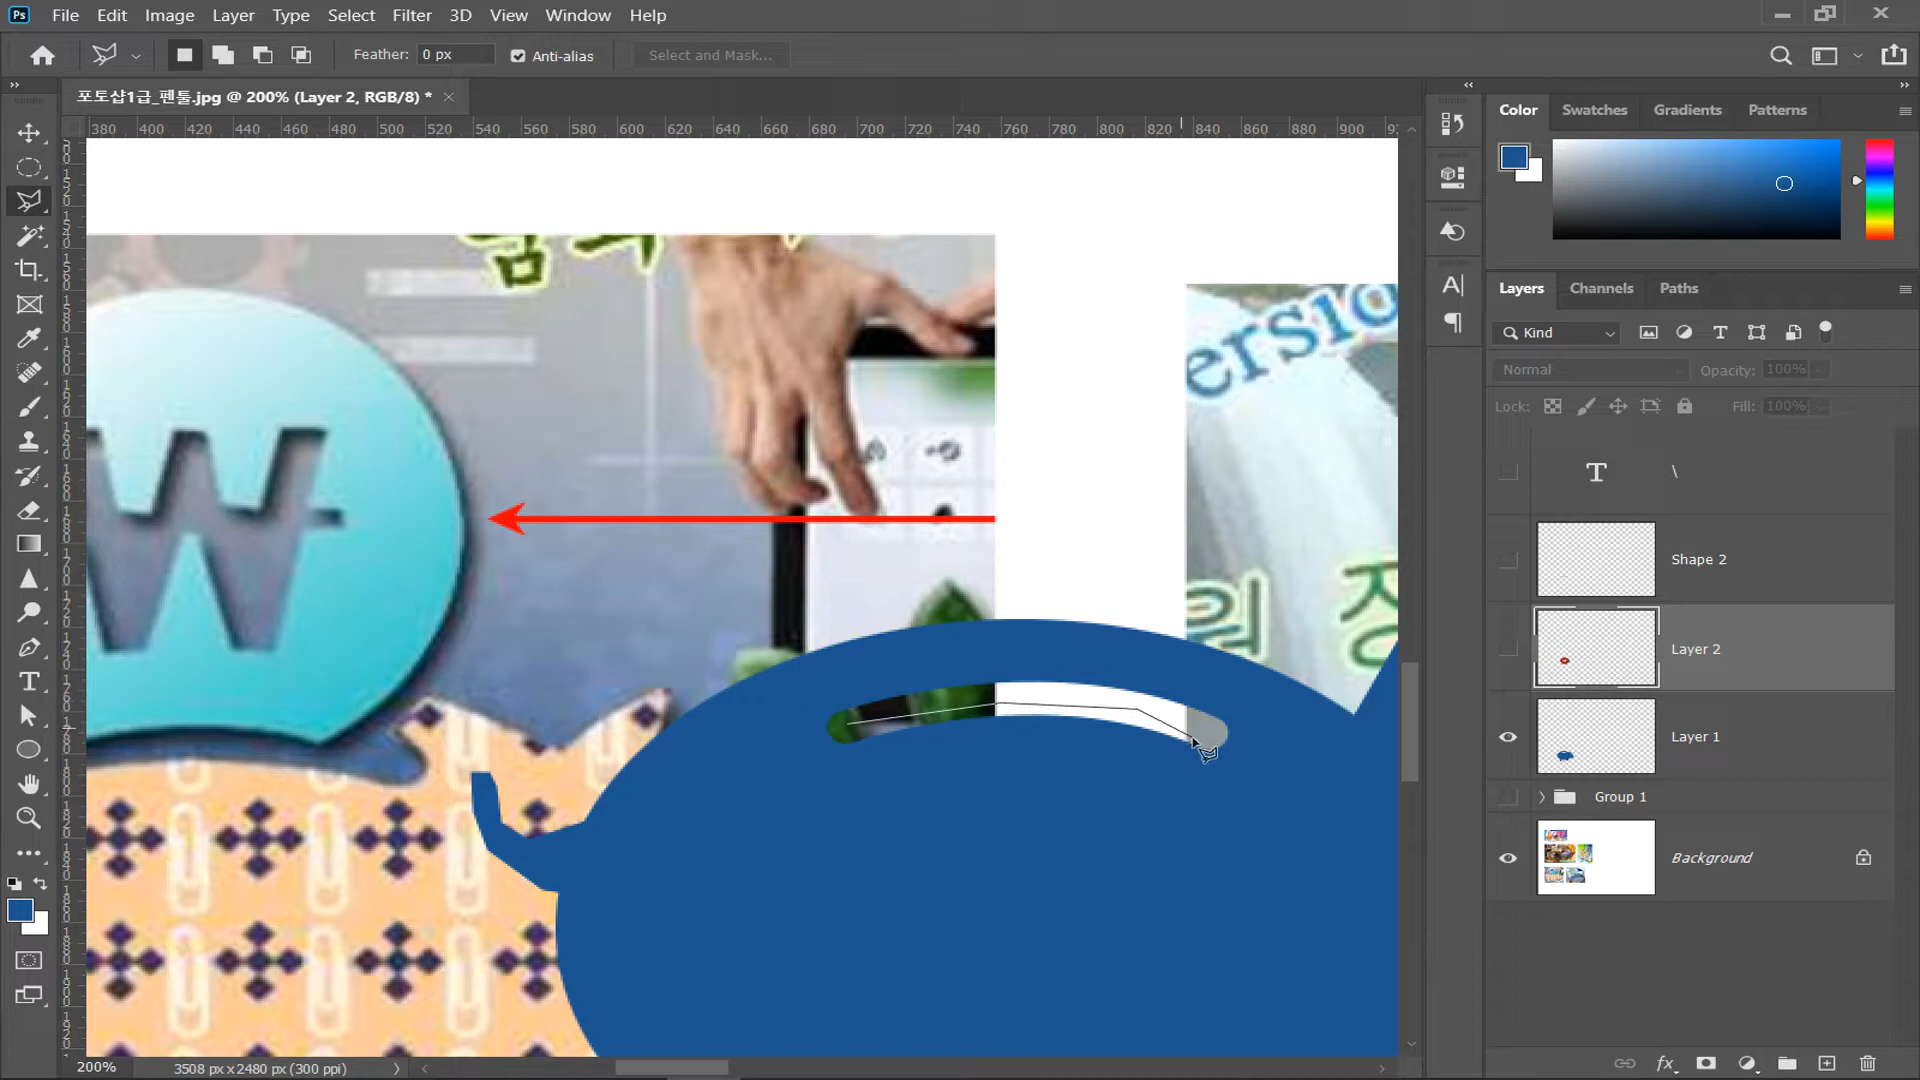 Ps File Edit Image Layer Type Select Filter 3D View Window Help
Feather: 0 px Anti-alias Select and Mask...
포토샵1급_펜툴.jpg @ 200% (Layer 2, RGB/8) *
380 400 420 440 460 480 500 520 540 560 580 600 620 640 660 680 700 720 740 760 780 800 820 840 860 880 900
Color Swatches Gradients Patterns
Layers Channels Paths
Kind
Normal Opacity: 100%
Lock: Fill: 100%
T \
Shape 2
Layer 2
Layer 1
Group 1
Background
ersio
W
원 정
200% 3508 px x 2480 px (300 ppi)